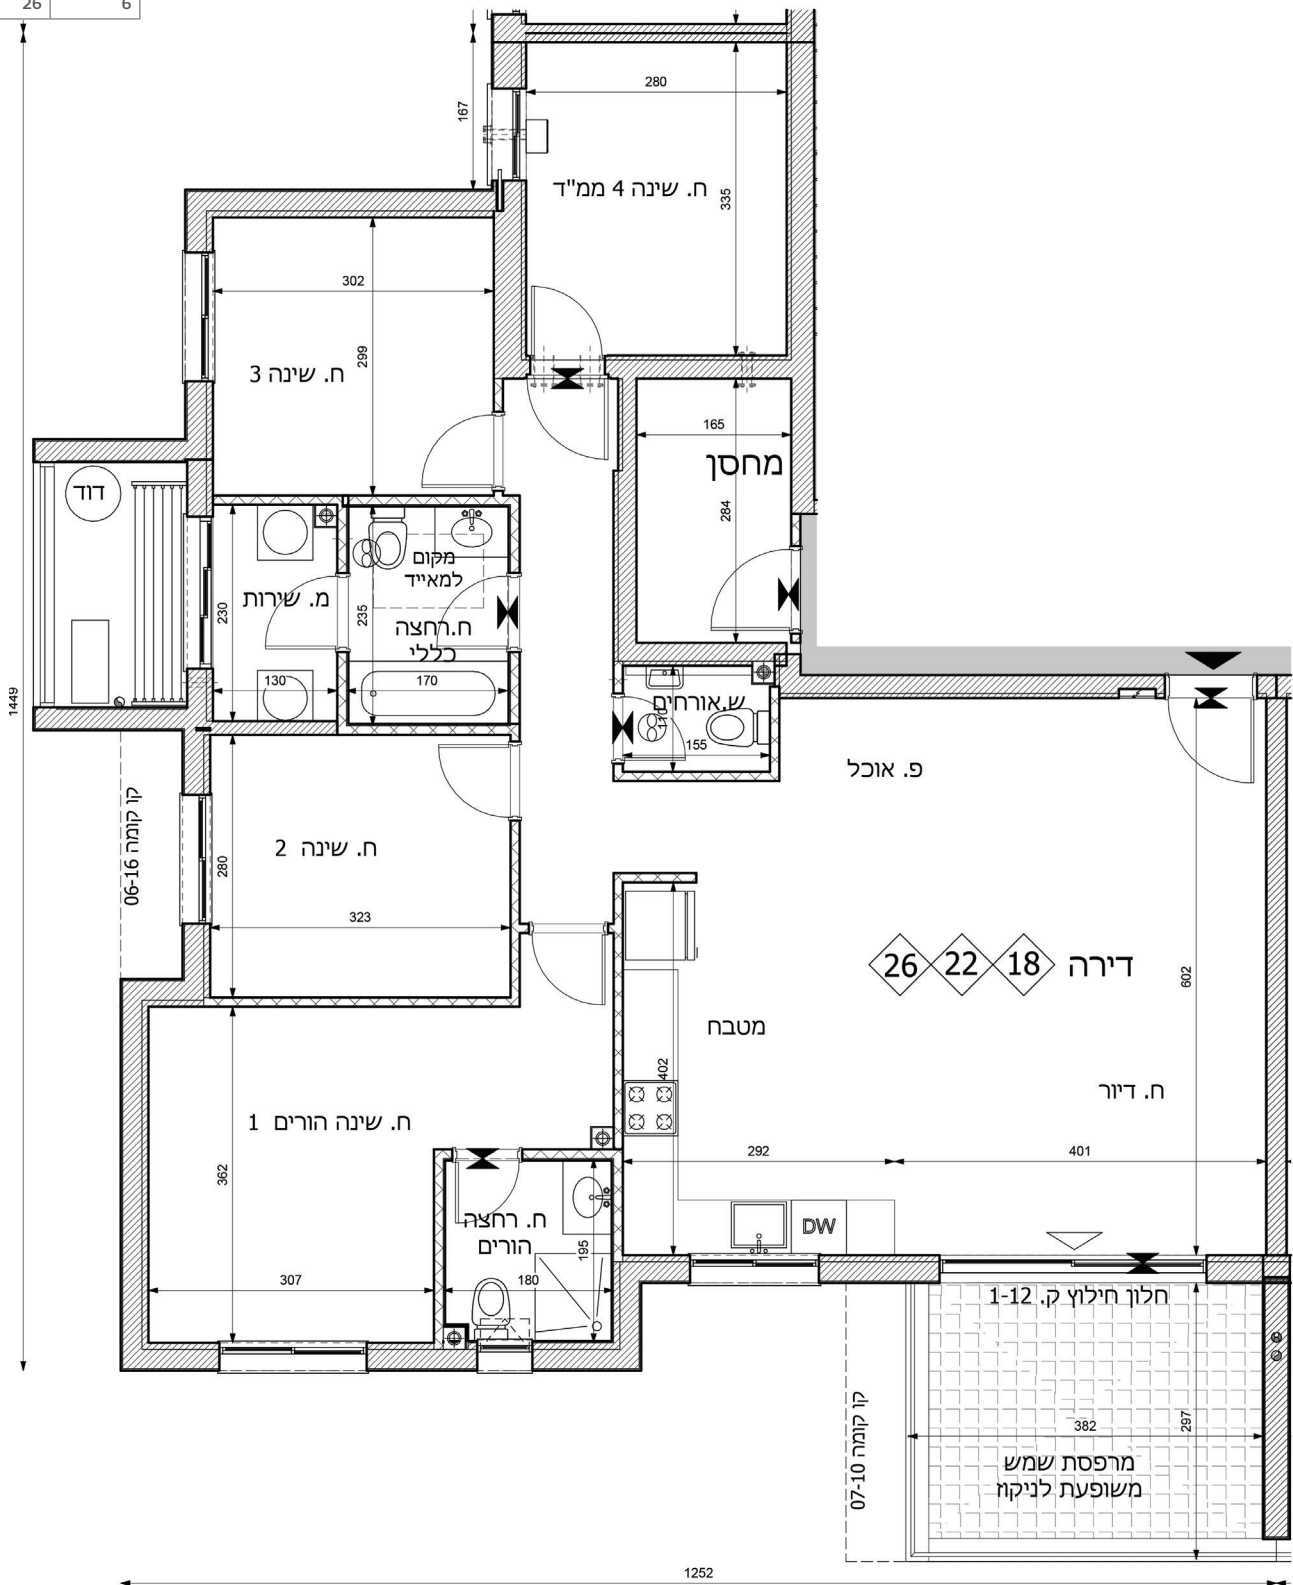 26 6
280
167
ח. שינה 4 ממ"ד
335
302
299
ח. שינה 3
165
מחסן
284
דוד
מקום
למאייד
מ. שירות
230
235
ח.רחצה
כללי
130
170
ש.אורחים
110
155
1449
פ. אוכל
קו קומה 06-16
ח. שינה 2
280
323
דירה 18 22 26
602
מטבח
402
ח. דיור
ח. שינה הורים 1
292
401
362
ח. רחצה
הורים
195
DW
307
180
חלון חילוץ ק. 1-12
קו קומה 07-10
382
297
מרפסת שמש
משופעת לניקוז
1252